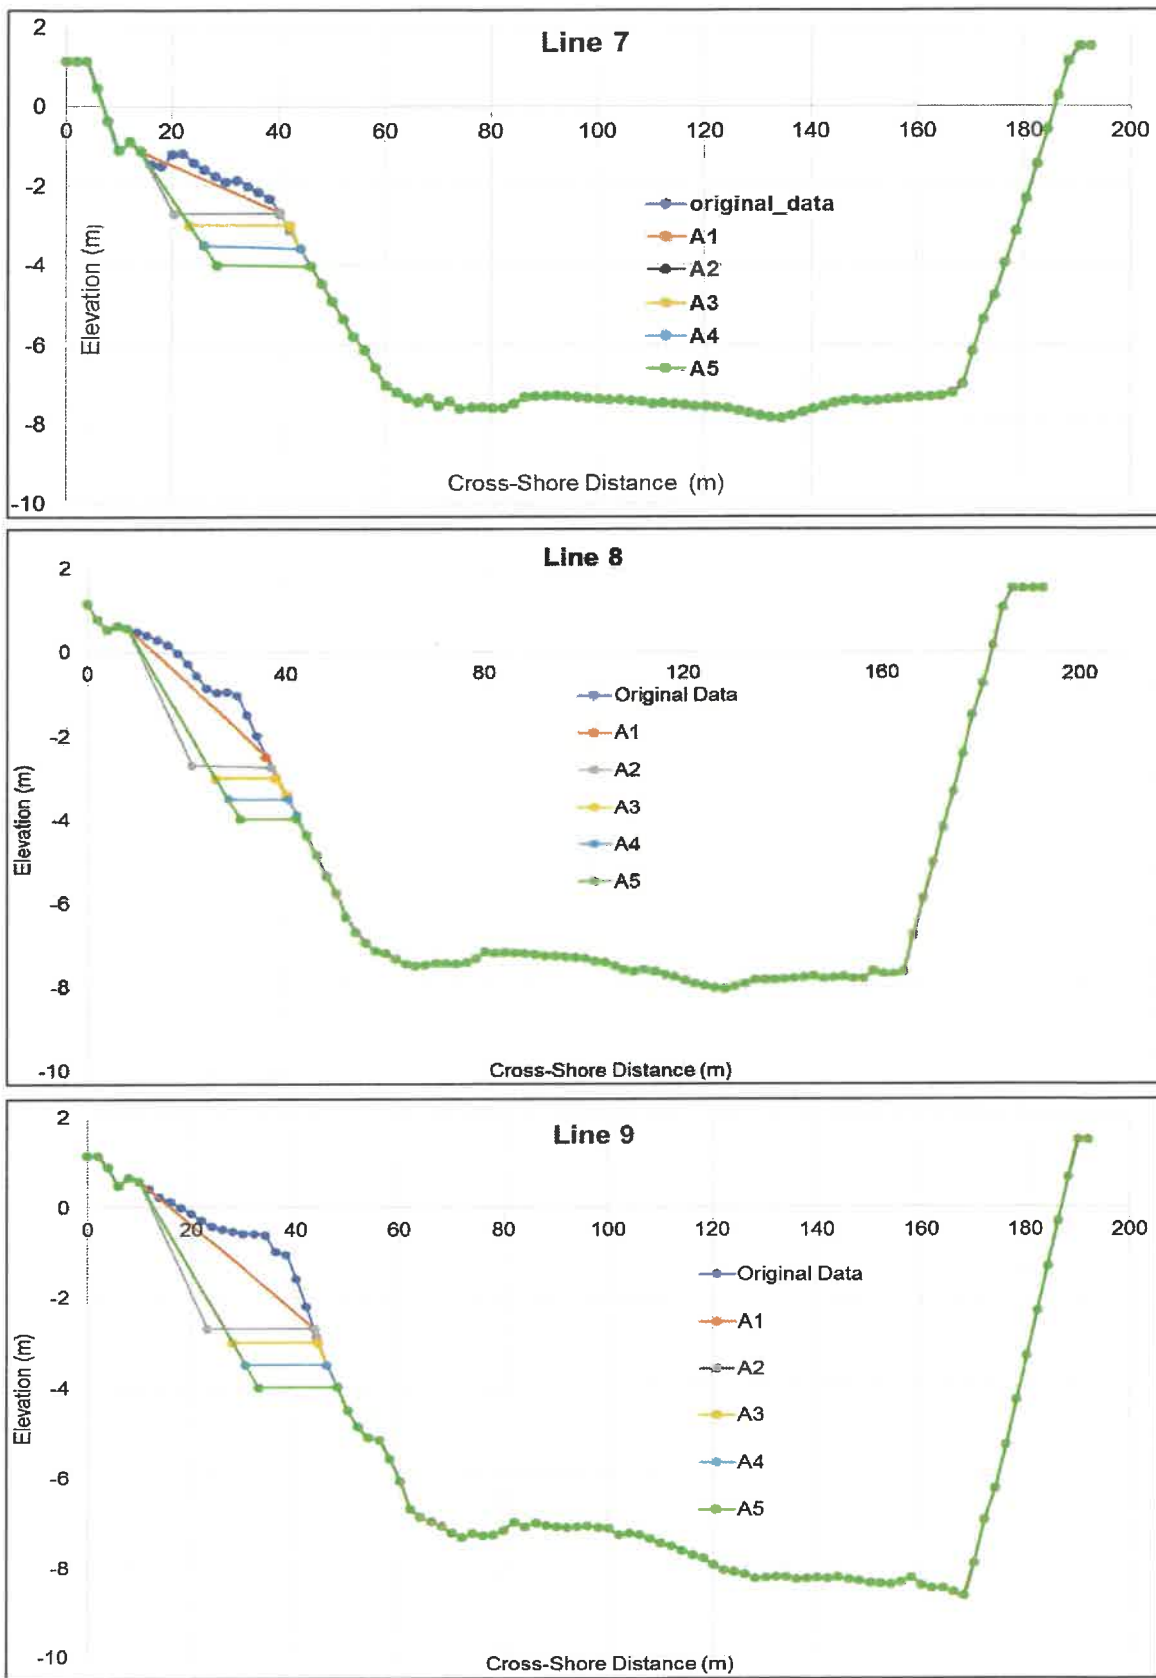 Line 7
2
0
0 20 40 60 80 100 120 140 160 180 200
-2
-4
-6
-8
-10
Elevation (m)
original_data
A1
A2
A3
A4
A5
Cross-Shore Distance (m)
Line 8
2
0
0 40 80 120 160 200
-2
-4
-6
-8
-10
Elevation (m)
Original Data
A1
A2
A3
A4
A5
Cross-Shore Distance (m)
Line 9
2
0
0 20 40 60 80 100 120 140 160 180 200
-2
-4
-6
-8
-10
Elevation (m)
Original Data
A1
A2
A3
A4
A5
Cross-Shore Distance (m)